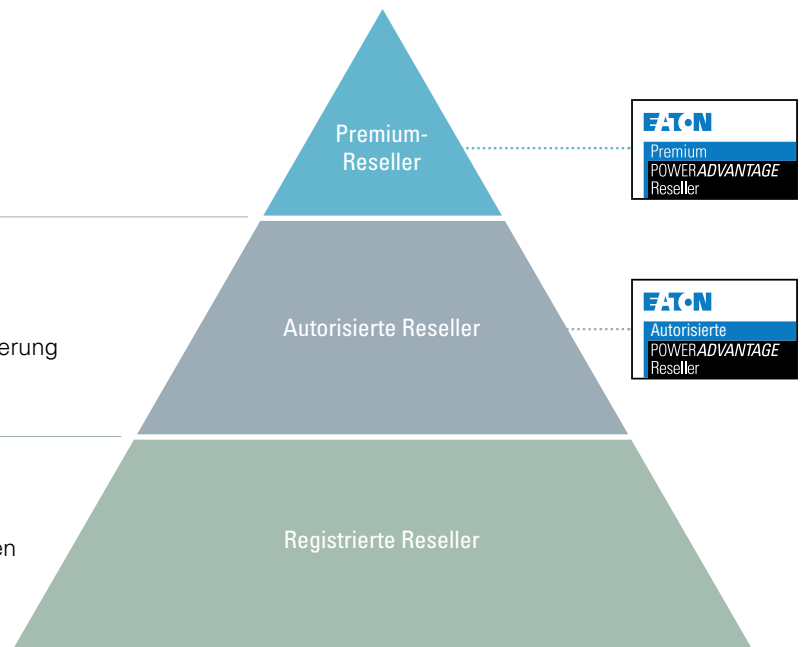 Premium-
Reseller
EATON
Premium
POWERADVANTAGE
Reseller
Autorisierte Reseller
EATON
Autorisierte
POWERADVANTAGE
Reseller
erung
Registrierte Reseller
en